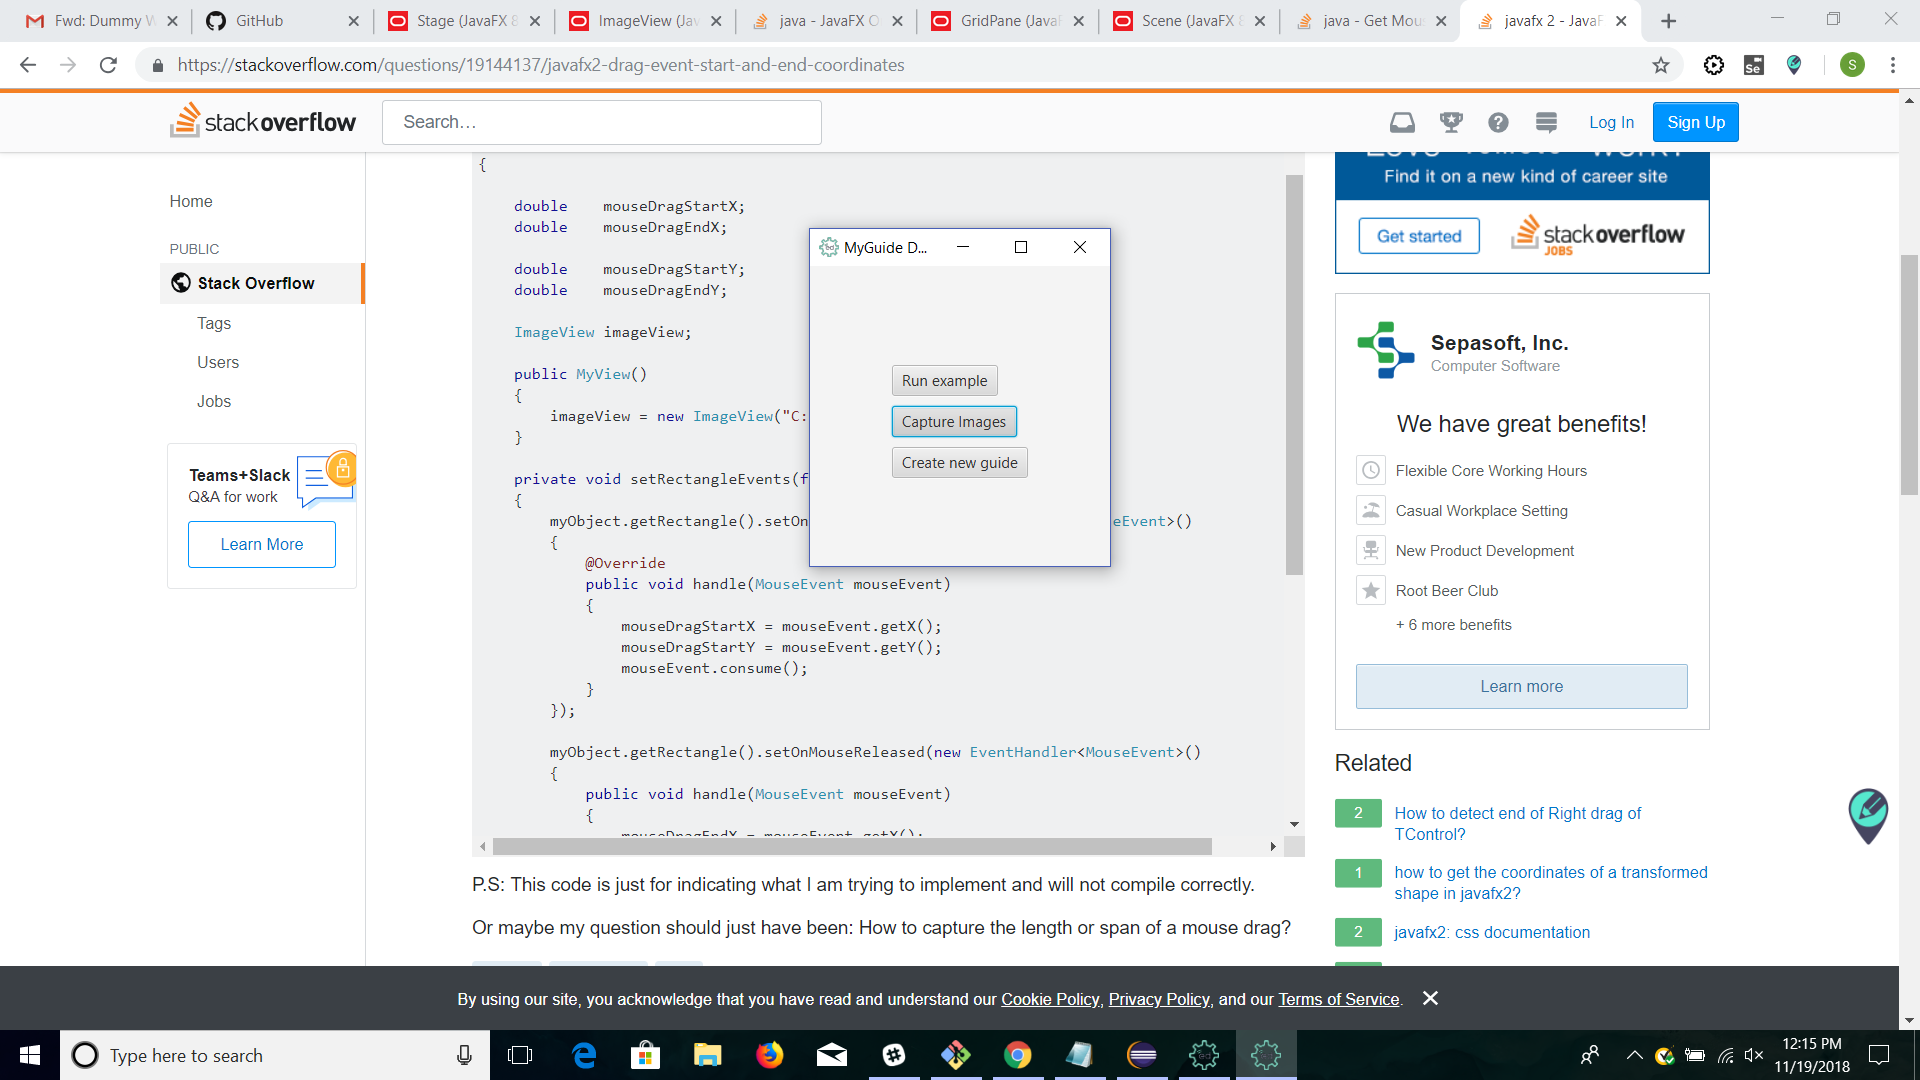 Fwd: Dummy W
GitHub
Stage (JavaFX 8
ImageView (Jav
java - JavaFX O
GridPane (JavaF
Scene (JavaFX 8
java - Get Mou
javafx 2 - JavaF
https://stackoverflow.com/questions/19144137/javafx2-drag-event-start-and-end-coordinates
Se
S
stackoverflow
Search…
Log In
Sign Up
Home
PUBLIC
Stack Overflow
Tags
Users
Jobs
Teams+Slack
Q&A for work
Learn More
{
double mouseDragStartX;
double mouseDragEndX;
double mouseDragStartY;
double mouseDragEndY;
ImageView imageView;
public MyView()
{
imageView = new ImageView("C:
}
private void setRectangleEvents(f
{
myObject.getRectangle().setOn
eEvent>()
{
@Override
public void handle(MouseEvent mouseEvent)
{
mouseDragStartX = mouseEvent.getX();
mouseDragStartY = mouseEvent.getY();
mouseEvent.consume();
}
});
myObject.getRectangle().setOnMouseReleased(new EventHandler<MouseEvent>()
{
public void handle(MouseEvent mouseEvent)
{
mouseDragEndX = mouseEvent.getX();
MyGuide D...
Run example
Capture Images
Create new guide
P.S: This code is just for indicating what I am trying to implement and will not compile correctly.
Or maybe my question should just have been: How to capture the length or span of a mouse drag?
Find it on a new kind of career site
Get started
stackoverflow
JOBS
Sepasoft, Inc.
Computer Software
We have great benefits!
Flexible Core Working Hours
Casual Workplace Setting
New Product Development
Root Beer Club
+ 6 more benefits
Learn more
Related
2 How to detect end of Right drag of
TControl?
1 how to get the coordinates of a transformed
shape in javafx2?
2 javafx2: css documentation
By using our site, you acknowledge that you have read and understand our Cookie Policy, Privacy Policy, and our Terms of Service.
Type here to search
12:15 PM
11/19/2018